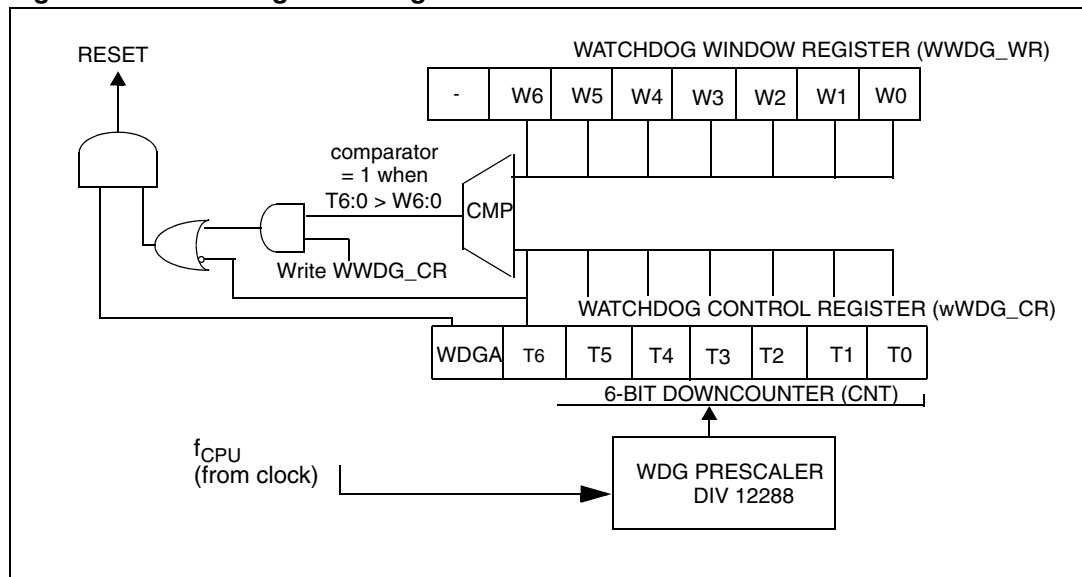 RESET
WATCHDOG WINDOW REGISTER (WWDG_WR)
- W6 W5 W4 W3 W2 W1 W0
comparator
= 1 when
T6:0 > W6:0
CMP
Write WWDG_CR
WATCHDOG CONTROL REGISTER (wWDG_CR)
WDGA T6 T5 T4 T3 T2 T1 T0
6-BIT DOWNCOUNTER (CNT)
fCPU
(from clock)
WDG PRESCALER
DIV 12288